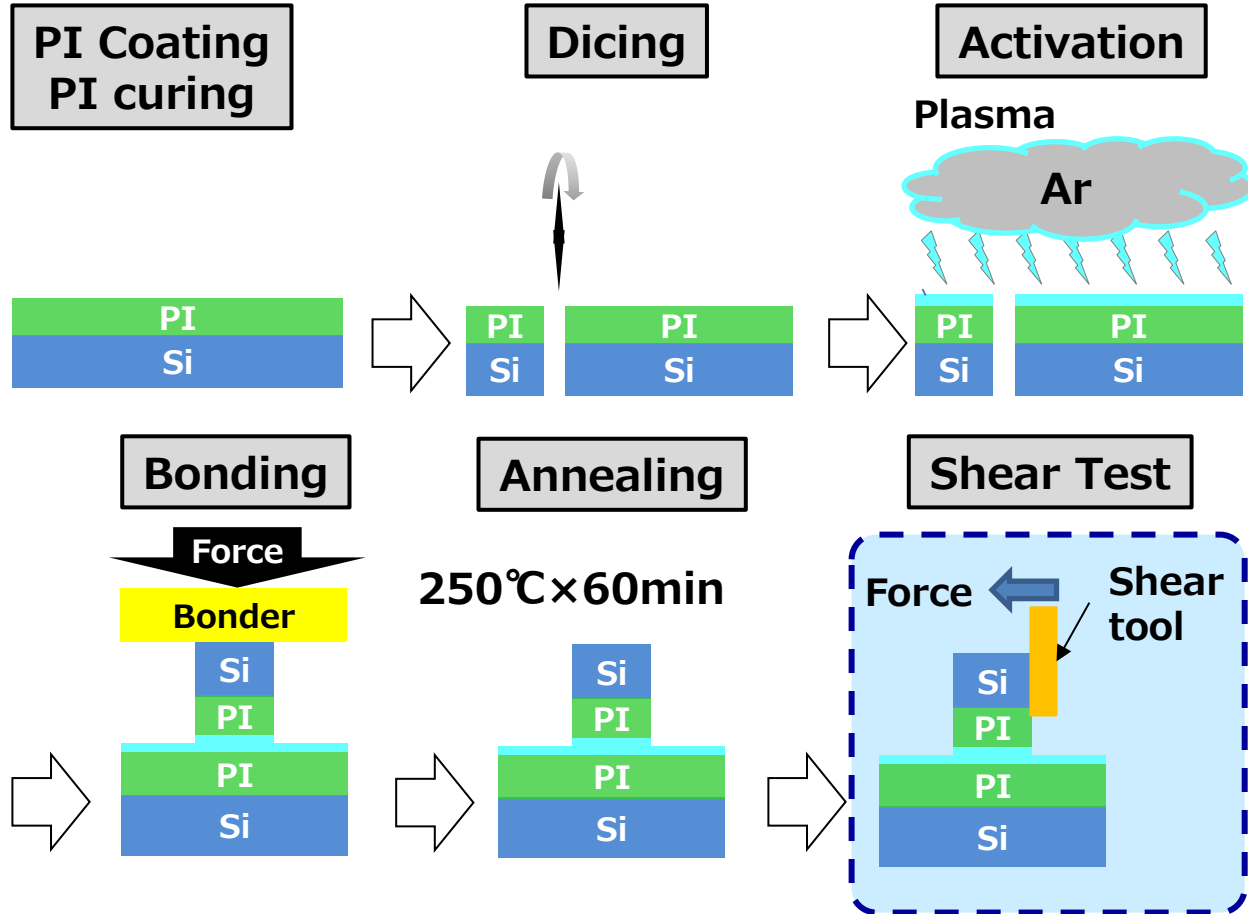 PI Coating
PI curing
Dicing
Activation
Plasma
Ar
PI
Si
PI
Si
PI
Si
PI
Si
PI
Si
Bonding
Annealing
Shear Test
Force
Bonder
Si
PI
PI
Si
250℃×60min
Si
PI
PI
Si
Force
Shear
tool
Si
PI
PI
Si